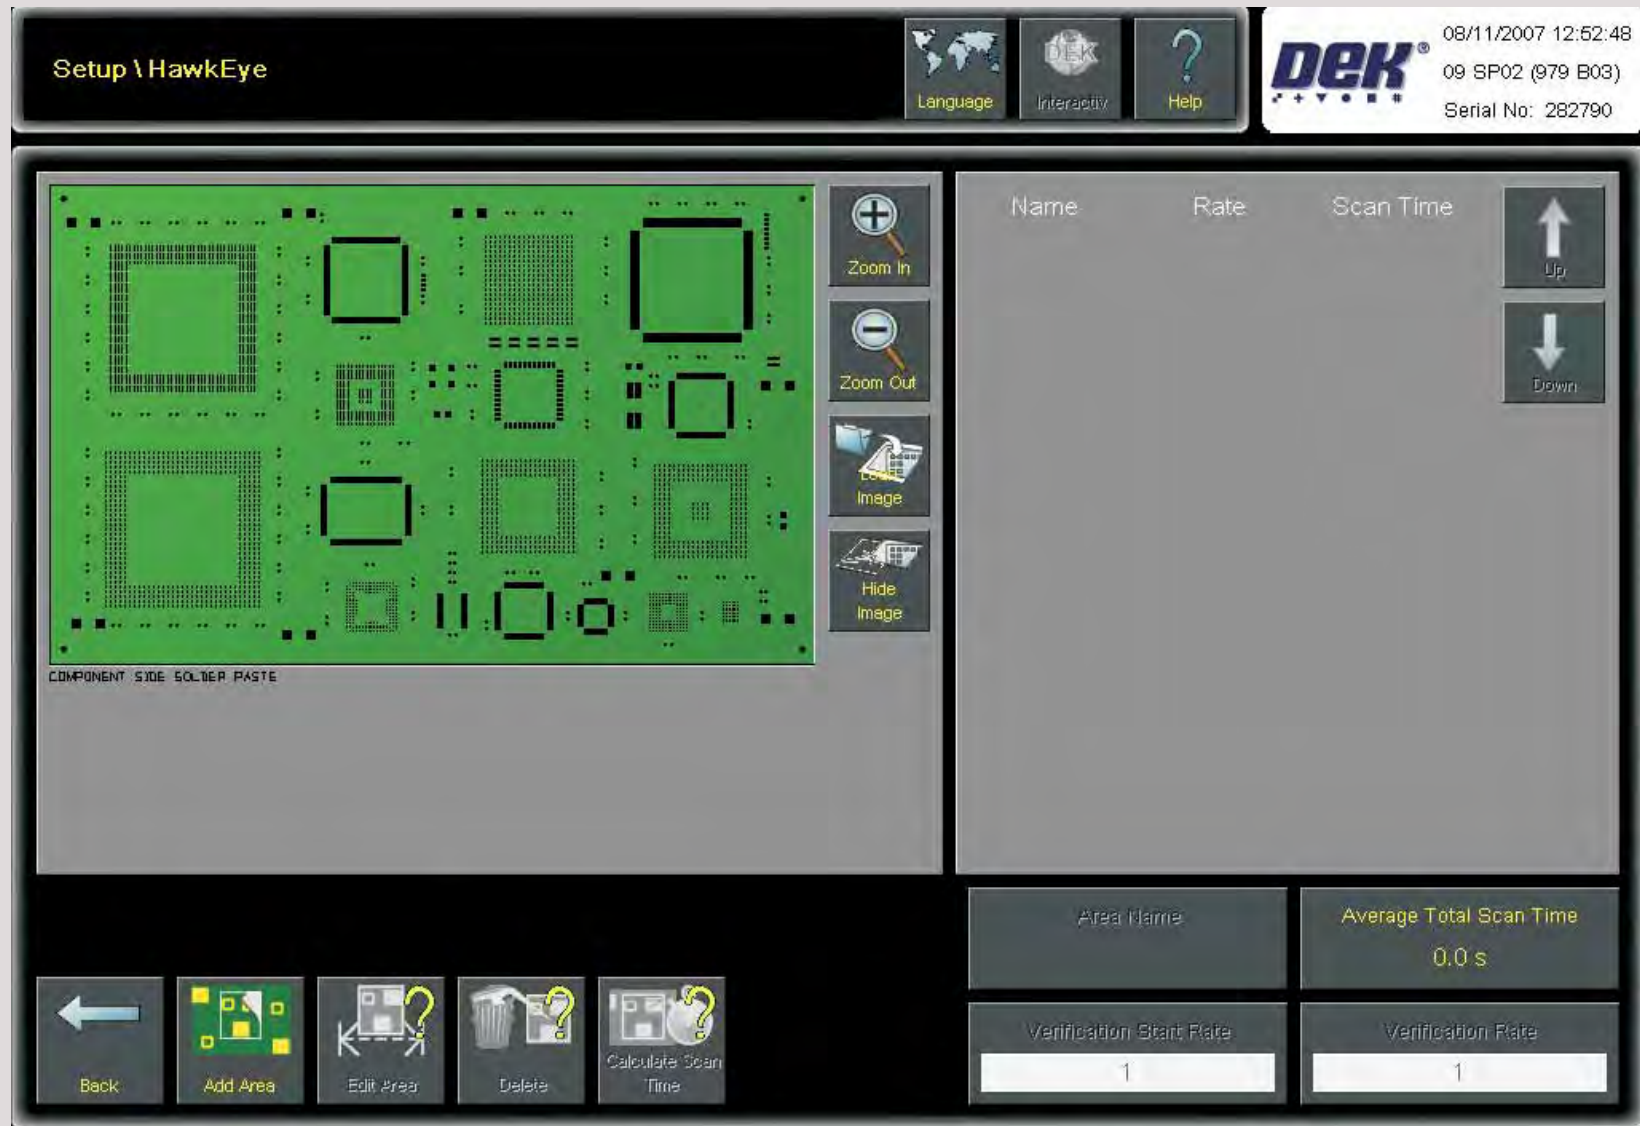 Setup \ HawkEye
Language
Interactiv
Help
DEK®
08/11/2007 12:52:48
09 SP02 (979 B03)
Serial No: 282790
Zoom In
Zoom Out
Load
Image
Hide
Image
COMPONENT SIDE SOLDER PASTE
Name Rate Scan Time
Up
Down
Area Name
Average Total Scan Time
0.0 s
Verification Start Rate
1
Verification Rate
1
Back
Add Area
Edit Area
Delete
Calculate Scan
Time